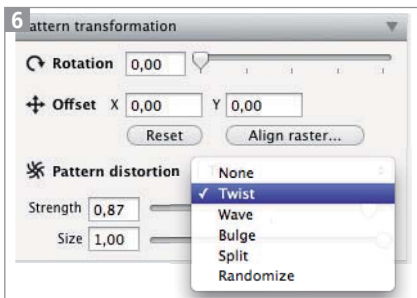 6
attern transformation
Rotation 0,00
Offset X 0,00 Y 0,00
Reset Align raster...
Pattern distortion
None
✓ Twist
Wave
Bulge
Split
Randomize
Strength 0,87
Size 1,00